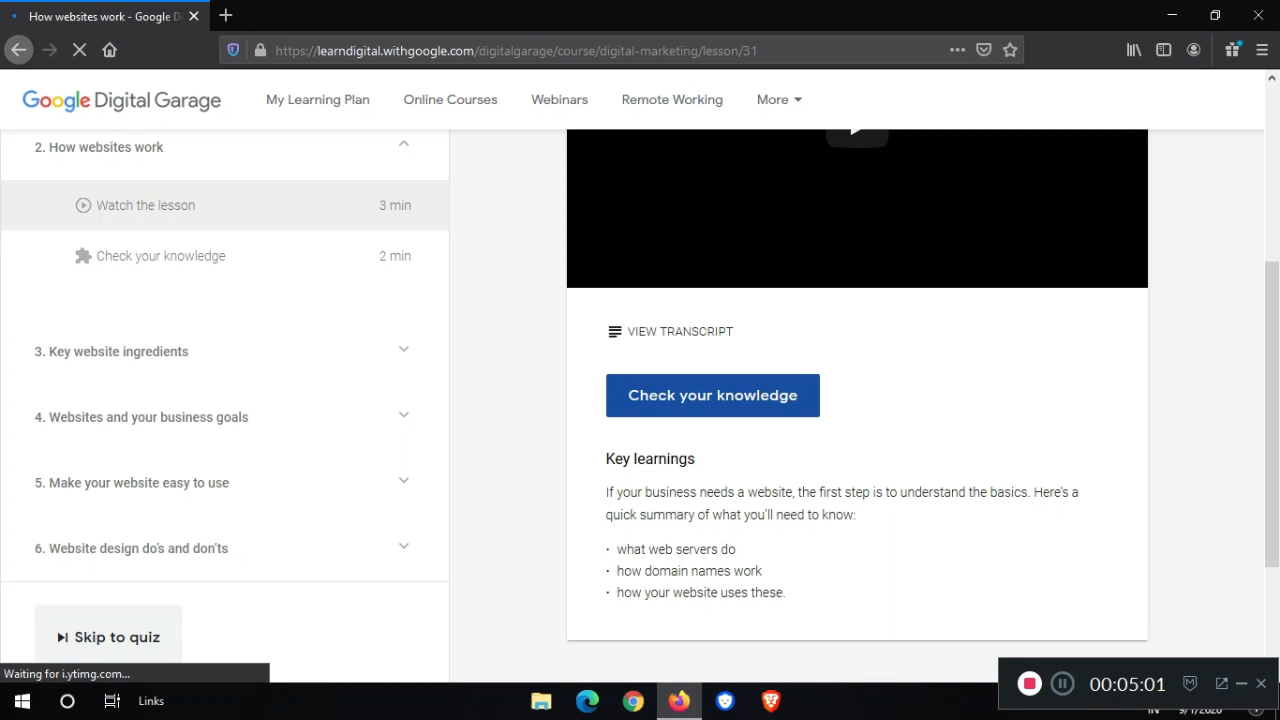 How websites work - Google D
https://learndigital.withgoogle.com/digitalgarage/course/digital-marketing/lesson/31
Google Digital Garage
My Learning Plan
Online Courses
Webinars
Remote Working
More
2. How websites work
Watch the lesson
3 min
Check your knowledge
2 min
3. Key website ingredients
4. Websites and your business goals
5. Make your website easy to use
6. Website design do's and don'ts
Skip to quiz
VIEW TRANSCRIPT
Check your knowledge
Key learnings
If your business needs a website, the first step is to understand the basics. Here's a
quick summary of what you'll need to know:
· what web servers do
· how domain names work
· how your website uses these.
Waiting for i.ytimg.com...
Links
00:05:01
IN
9/1/2020